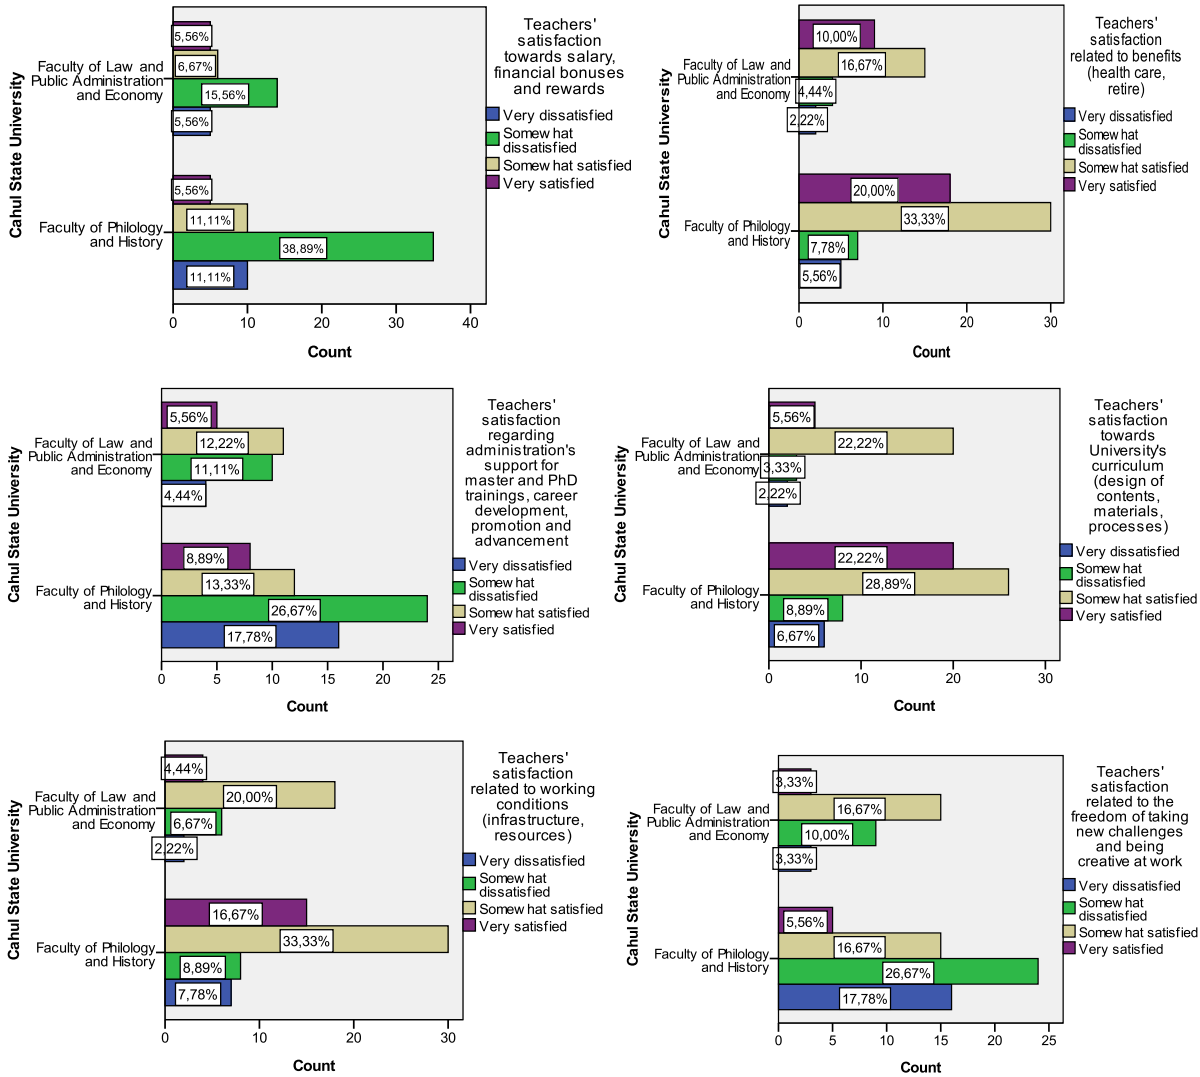 Teachers'
satisfaction
towards salary,
financial bonuses
and rewards
Very dissatisfied
Somew hat
dissatisfied
Somew hat satisfied
Very satisfied
Cahul State University
Faculty of Law and
Public Administration
and Economy
5,56%
6,67%
15,56%
5,56%
Faculty of Philology
and History
5,56%
11,11%
38,89%
11,11%
0 10 20 30 40
Count
Teachers'
satisfaction
related to benefits
(health care,
retire)
Very dissatisfied
Somew hat
dissatisfied
Somew hat satisfied
Very satisfied
Cahul State University
Faculty of Law and
Public Administration
and Economy
10,00%
16,67%
4,44%
2,22%
Faculty of Philology
and History
20,00%
33,33%
7,78%
5,56%
0 10 20 30
Count
Teachers'
satisfaction
regarding
administration's
support for
master and PhD
trainings, career
development,
promotion and
advancement
Very dissatisfied
Somew hat
dissatisfied
Somew hat satisfied
Very satisfied
Cahul State University
Faculty of Law and
Public Administration
and Economy
5,56%
12,22%
11,11%
4,44%
Faculty of Philology
and History
8,89%
13,33%
26,67%
17,78%
0 5 10 15 20 25
Count
Teachers'
satisfaction
towards
University's
curriculum
(design of
contents,
materials,
processes)
Very dissatisfied
Somew hat
dissatisfied
Somew hat satisfied
Very satisfied
Cahul State University
Faculty of Law and
Public Administration
and Economy
5,56%
22,22%
3,33%
2,22%
Faculty of Philology
and History
22,22%
28,89%
8,89%
6,67%
0 10 20 30
Count
Teachers'
satisfaction
related to working
conditions
(infrastructure,
resources)
Very dissatisfied
Somew hat
dissatisfied
Somew hat satisfied
Very satisfied
Cahul State University
Faculty of Law and
Public Administration
and Economy
4,44%
20,00%
6,67%
2,22%
Faculty of Philology
and History
16,67%
33,33%
8,89%
7,78%
0 10 20 30
Count
Teachers'
satisfaction
related to the
freedom of taking
new challenges
and being
creative at work
Very dissatisfied
Somew hat
dissatisfied
Somew hat satisfied
Very satisfied
Cahul State University
Faculty of Law and
Public Administration
and Economy
3,33%
16,67%
10,00%
3,33%
Faculty of Philology
and History
5,56%
16,67%
26,67%
17,78%
0 5 10 15 20 25
Count